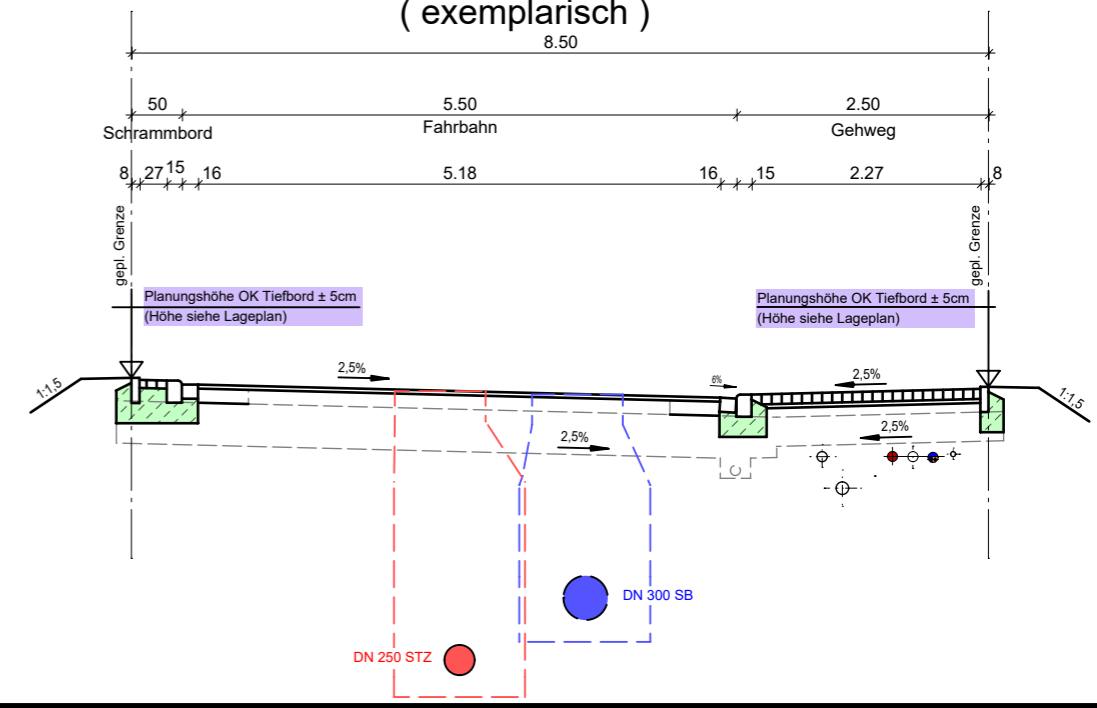 ( exemplarisch )
8.50
50 5.50 2.50
Schrammbord Fahrbahn Gehweg
8 27 15 16 5.18 16 15 2.27 8
gepl. Grenze gepl. Grenze
Planungshöhe OK Tiefbord ± 5cm
(Höhe siehe Lageplan)
Planungshöhe OK Tiefbord ± 5cm
(Höhe siehe Lageplan)
1:1,5 2,5% 6% 2,5% 1:1,5
2,5% 2,5%
DN 300 SB
DN 250 STZ